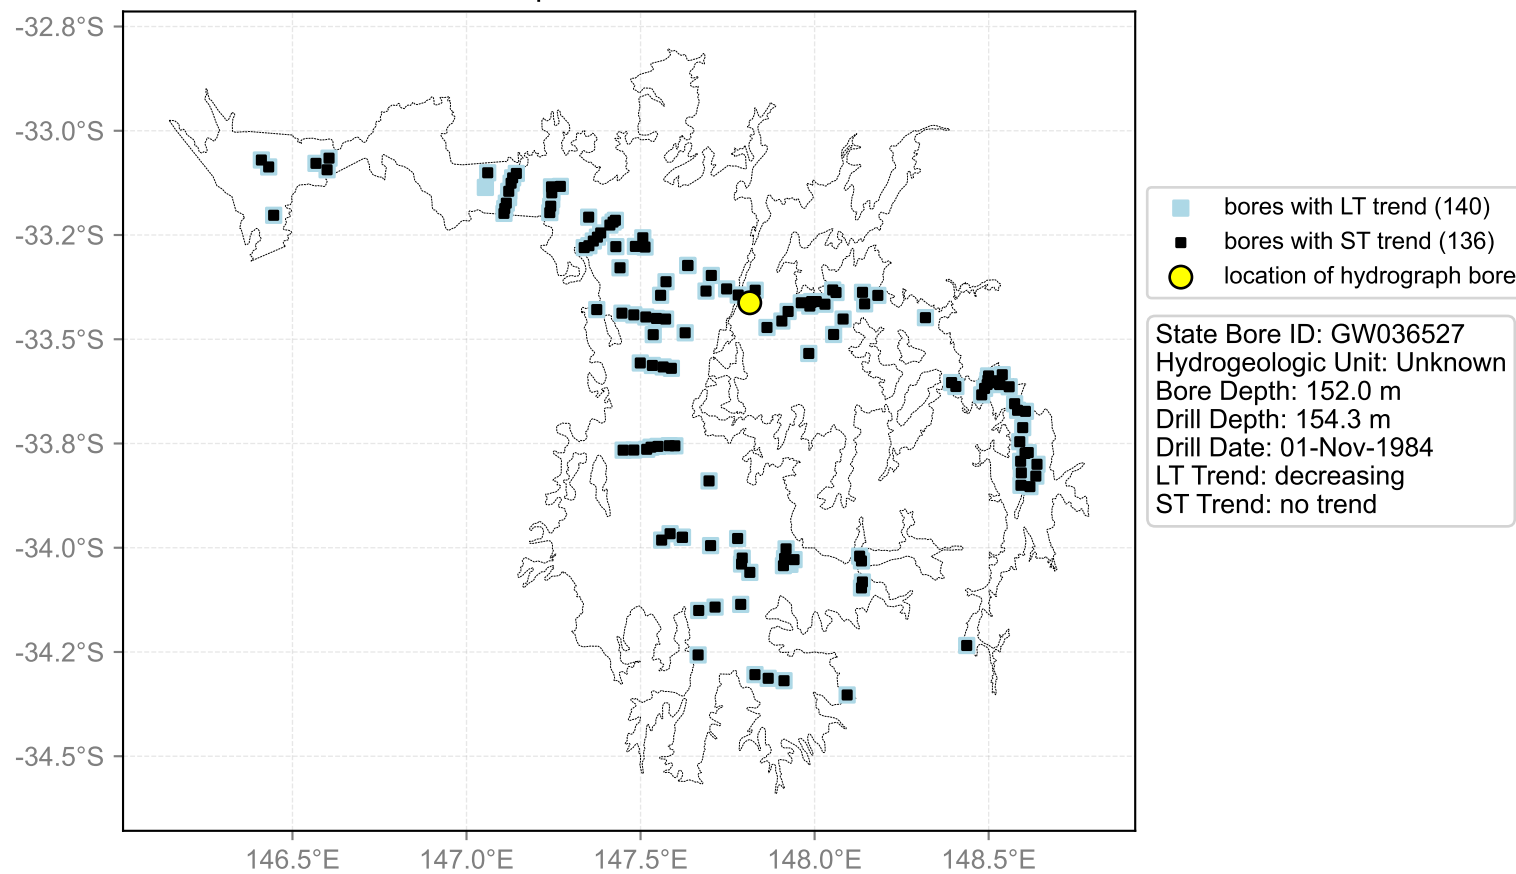 -32.8°S
-33.0°S
-33.2°S
-33.5°S
-33.8°S
-34.0°S
-34.2°S
-34.5°S
146.5°E
147.0°E
147.5°E
148.0°E
148.5°E
bores with LT trend (140)
bores with ST trend (136)
location of hydrograph bore
State Bore ID: GW036527
Hydrogeologic Unit: Unknown
Bore Depth: 152.0 m
Drill Depth: 154.3 m
Drill Date: 01-Nov-1984
LT Trend: decreasing
ST Trend: no trend